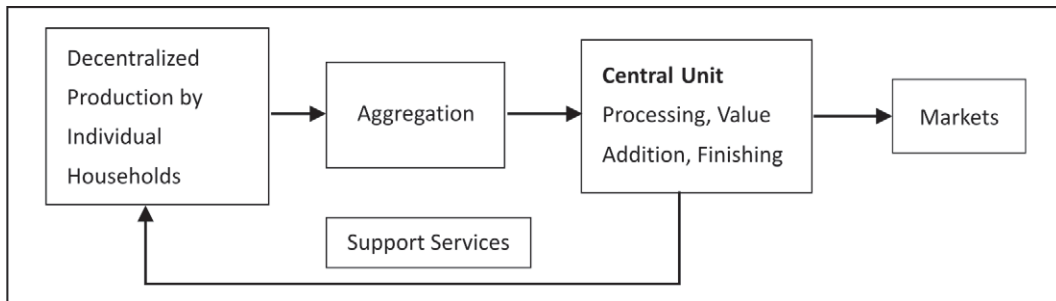 Decentralized
Production by
Individual
Households
Aggregation
Central Unit
Processing, Value
Addition, Finishing
Markets
Support Services